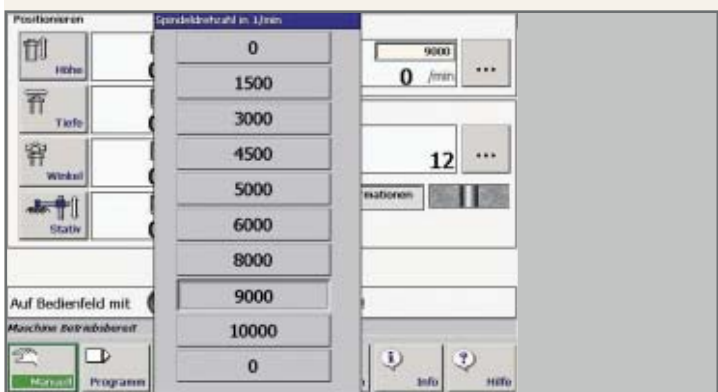 Positionieren
Spindeldrehzahl in 1/min
Höhe
Tiefe
Winkel
Stativ
0
1500
3000
4500
5000
6000
8000
9000
10000
0
9000
0 /min
...
12
...
mationen
Auf Bedienfeld mit
Maschine Betriebsbereit
Manuell
Programm
Info
Hilfe